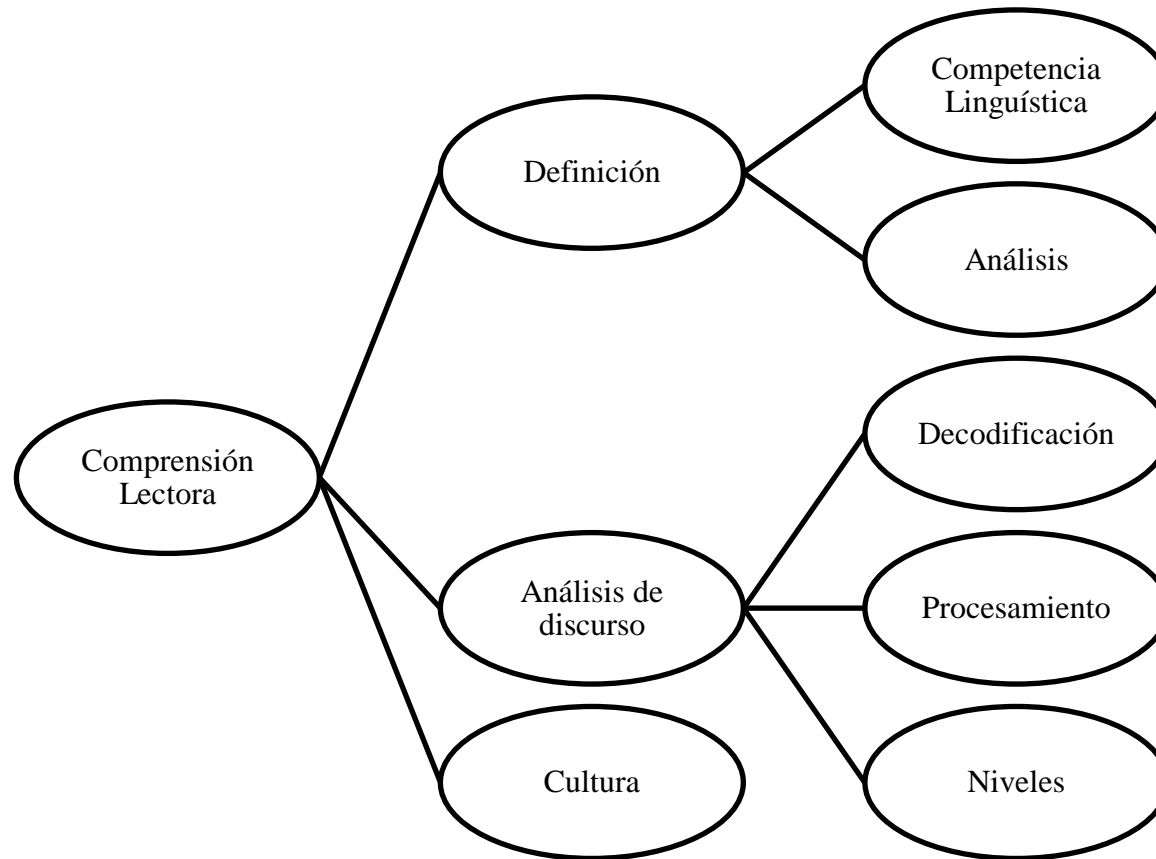 Competencia
Linguística
Definición
Análisis
Comprensión
Lectora
Decodificación
Análisis de
discurso
Procesamiento
Cultura
Niveles